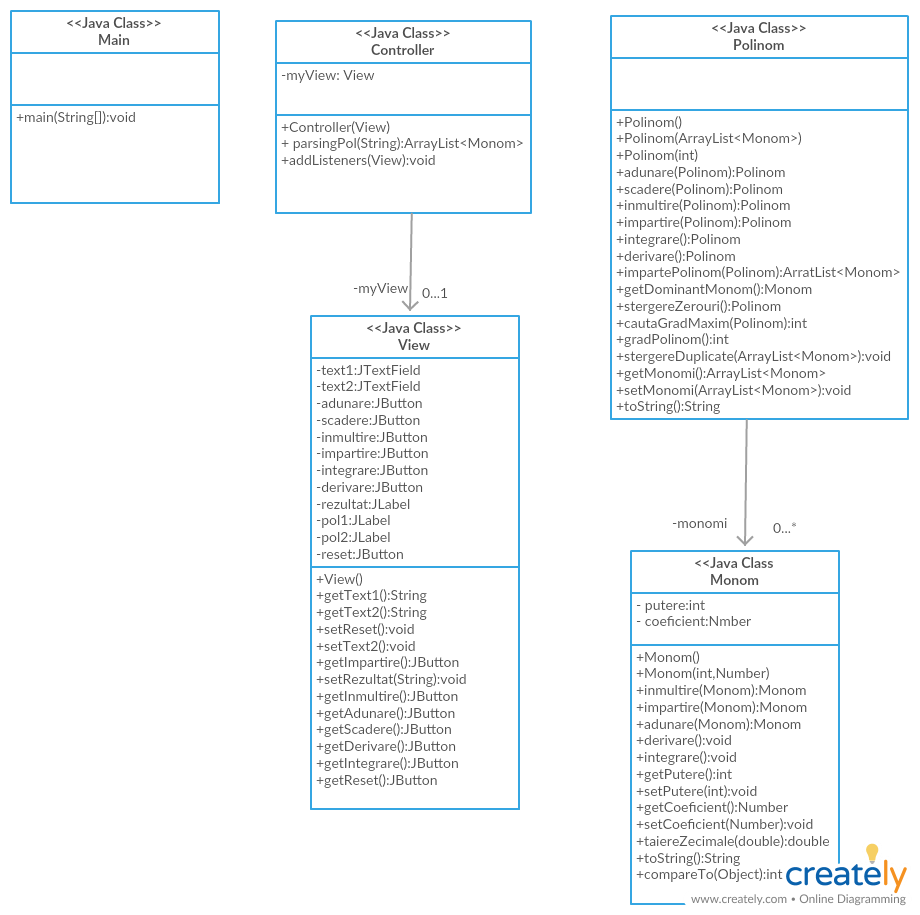 <<Java Class>>
Main
+main(String[]):void
<<Java Class>>
Controller
-myView: View
+Controller(View)
+ parsingPol(String):ArrayList<Monom>
+addListeners(View):void
-myView
0...1
<<Java Class>>
View
-text1:JTextField
-text2:JTextField
-adunare:JButton
-scadere:JButton
-inmultire:JButton
-impartire:JButton
-integrare:JButton
-derivare:JButton
-rezultat:JLabel
-pol1:JLabel
-pol2:JLabel
-reset:JButton
+View()
+getText1():String
+getText2():String
+setReset():void
+setText2():void
+getImpartire():JButton
+setRezultat(String):void
+getInmultire():JButton
+getAdunare():JButton
+getScadere():JButton
+getDerivare():JButton
+getIntegrare():JButton
+getReset():JButton
<<Java Class>>
Polinom
+Polinom()
+Polinom(ArrayList<Monom>)
+Polinom(int)
+adunare(Polinom):Polinom
+scadere(Polinom):Polinom
+inmultire(Polinom):Polinom
+impartire(Polinom):Polinom
+integrare():Polinom
+derivare():Polinom
+impartePolinom(Polinom):ArratList<Monom>
+getDominantMonom():Monom
+stergereZerouri():Polinom
+cautaGradMaxim(Polinom):int
+gradPolinom():int
+stergereDuplicate(ArrayList<Monom>):void
+getMonomi():ArrayList<Monom>
+setMonomi(ArrayList<Monom>):void
+toString():String
-monomi
0...*
<<Java Class
Monom
- putere:int
- coeficient:Nmber
+Monom()
+Monom(int,Number)
+inmultire(Monom):Monom
+impartire(Monom):Monom
+adunare(Monom):Monom
+derivare():void
+integrare():void
+getPutere():int
+setPutere(int):void
+getCoeficient():Number
+setCoeficient(Number):void
+taiereZecimale(double):double
+toString():String
+compareTo(Object):int
creately
www.creately.com • Online Diagramming